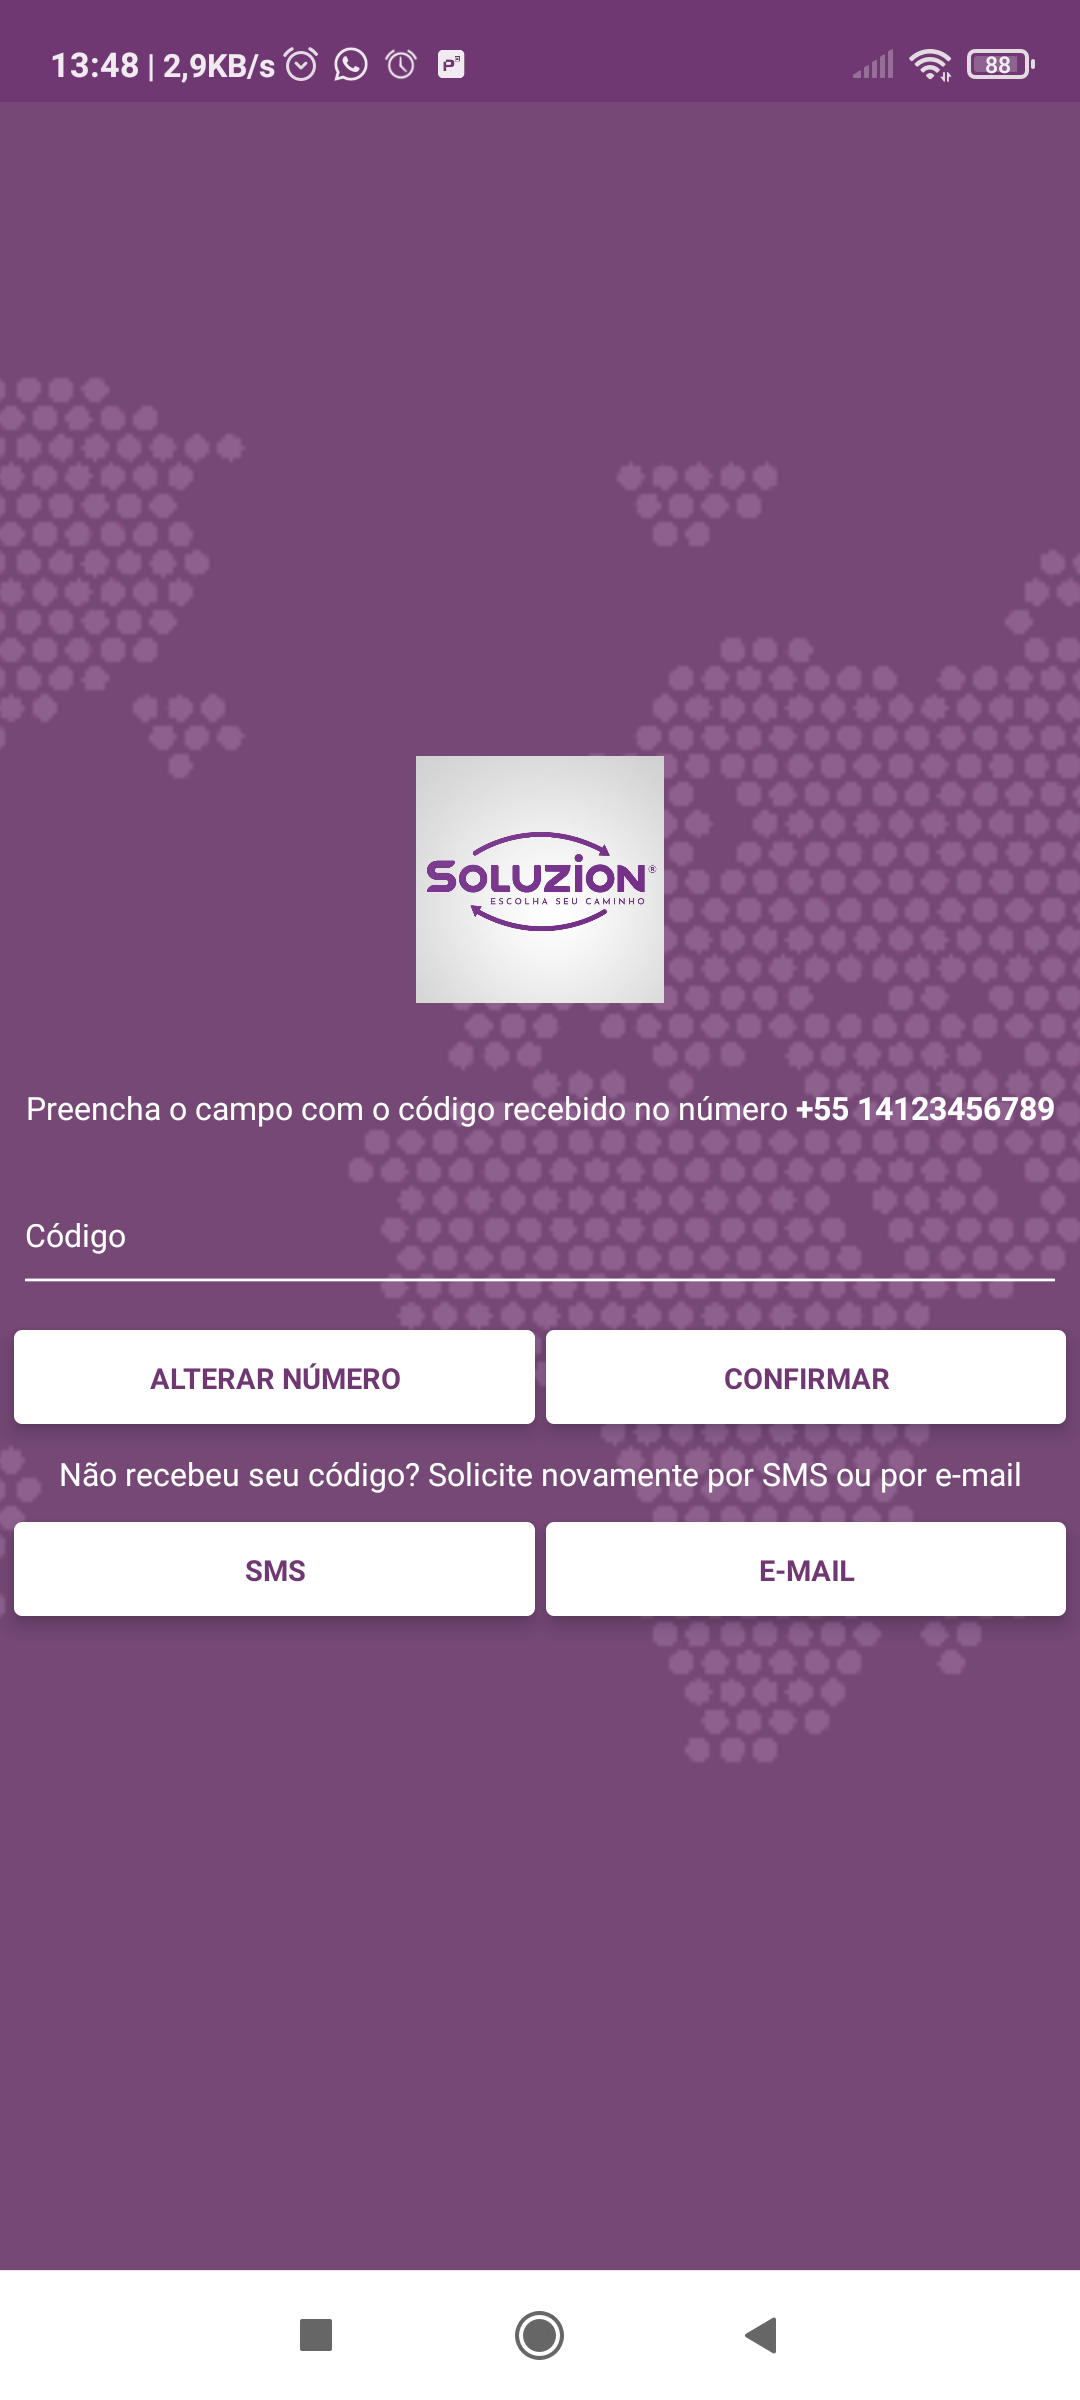 13:48 | 2,9KB/s
88
SOLUZION®
ESCOLHA SEU CAMINHO
Preencha o campo com o código recebido no número +55 14123456789
Código
ALTERAR NÚMERO
CONFIRMAR
Não recebeu seu código? Solicite novamente por SMS ou por e-mail
SMS
E-MAIL